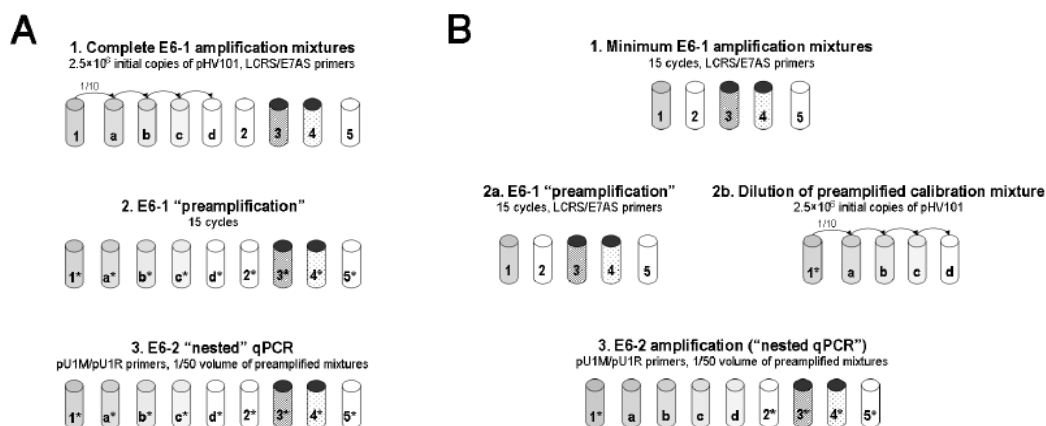 A
1. Complete E6-1 amplification mixtures
2.5×10⁶ initial copies of pHV101, LCRS/E7AS primers
1/10
1 a b c d 2 3 4 5
2. E6-1 “preamplification”
15 cycles
1* a* b* c* d* 2* 3* 4* 5*
3. E6-2 “nested” qPCR
pU1M/pU1R primers, 1/50 volume of preamplified mixtures
1* a* b* c* d* 2* 3* 4* 5*
B
1. Minimum E6-1 amplification mixtures
15 cycles, LCRS/E7AS primers
1 2 3 4 5
2a. E6-1 “preamplification”
15 cycles, LCRS/E7AS primers
1 2 3 4 5
2b. Dilution of preamplified calibration mixture
2.5×10⁶ initial copies of pHV101
1/10
1* a b c d
3. E6-2 amplification (“nested qPCR”)
pU1M/pU1R primers, 1/50 volume of preamplified mixtures
1* a b c d 2* 3* 4* 5*